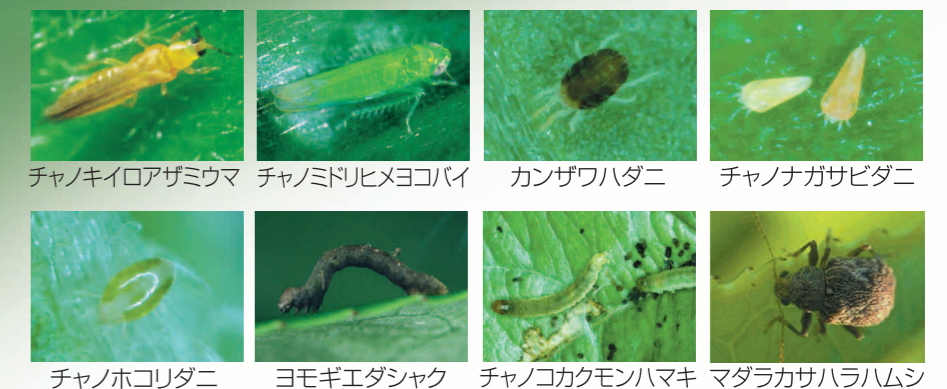 チャノキイロアザミウマ チャノミドリヒメヨコバイ カンザワハダニ チャノナガサビダニ
チャノホコリダニ ヨモギエダシャク チャノコカクモンハマキ マダラカサハラハムシ